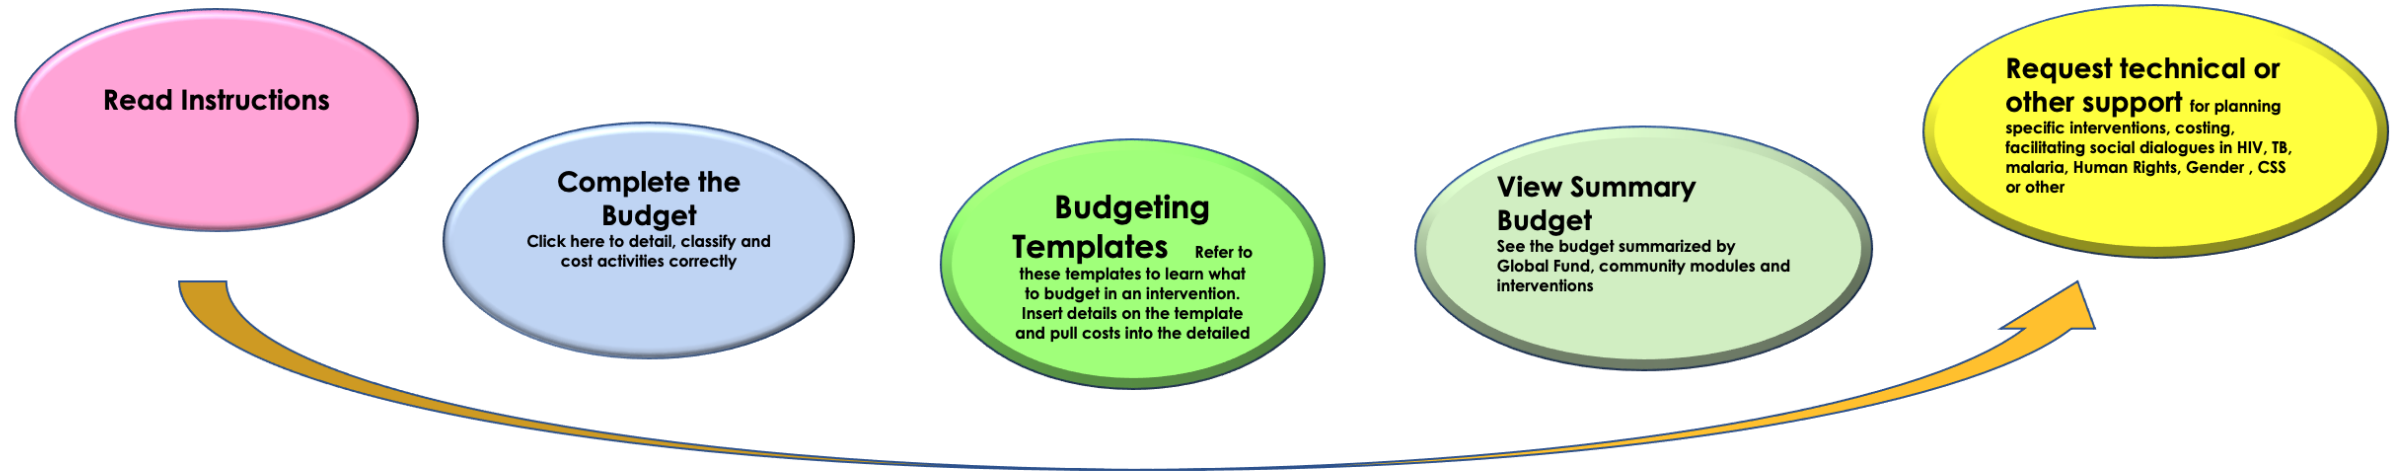 Read Instructions
Complete the
Budget
Click here to detail, classify and
cost activities correctly
Budgeting
Templates Refer to
these templates to learn what
to budget in an intervention.
Insert details on the template
and pull costs into the detailed
View Summary
Budget
See the budget summarized by
Global Fund, community modules and
interventions
Request technical or
other support for planning
specific interventions, costing,
facilitating social dialogues in HIV, TB,
malaria, Human Rights, Gender , CSS
or other